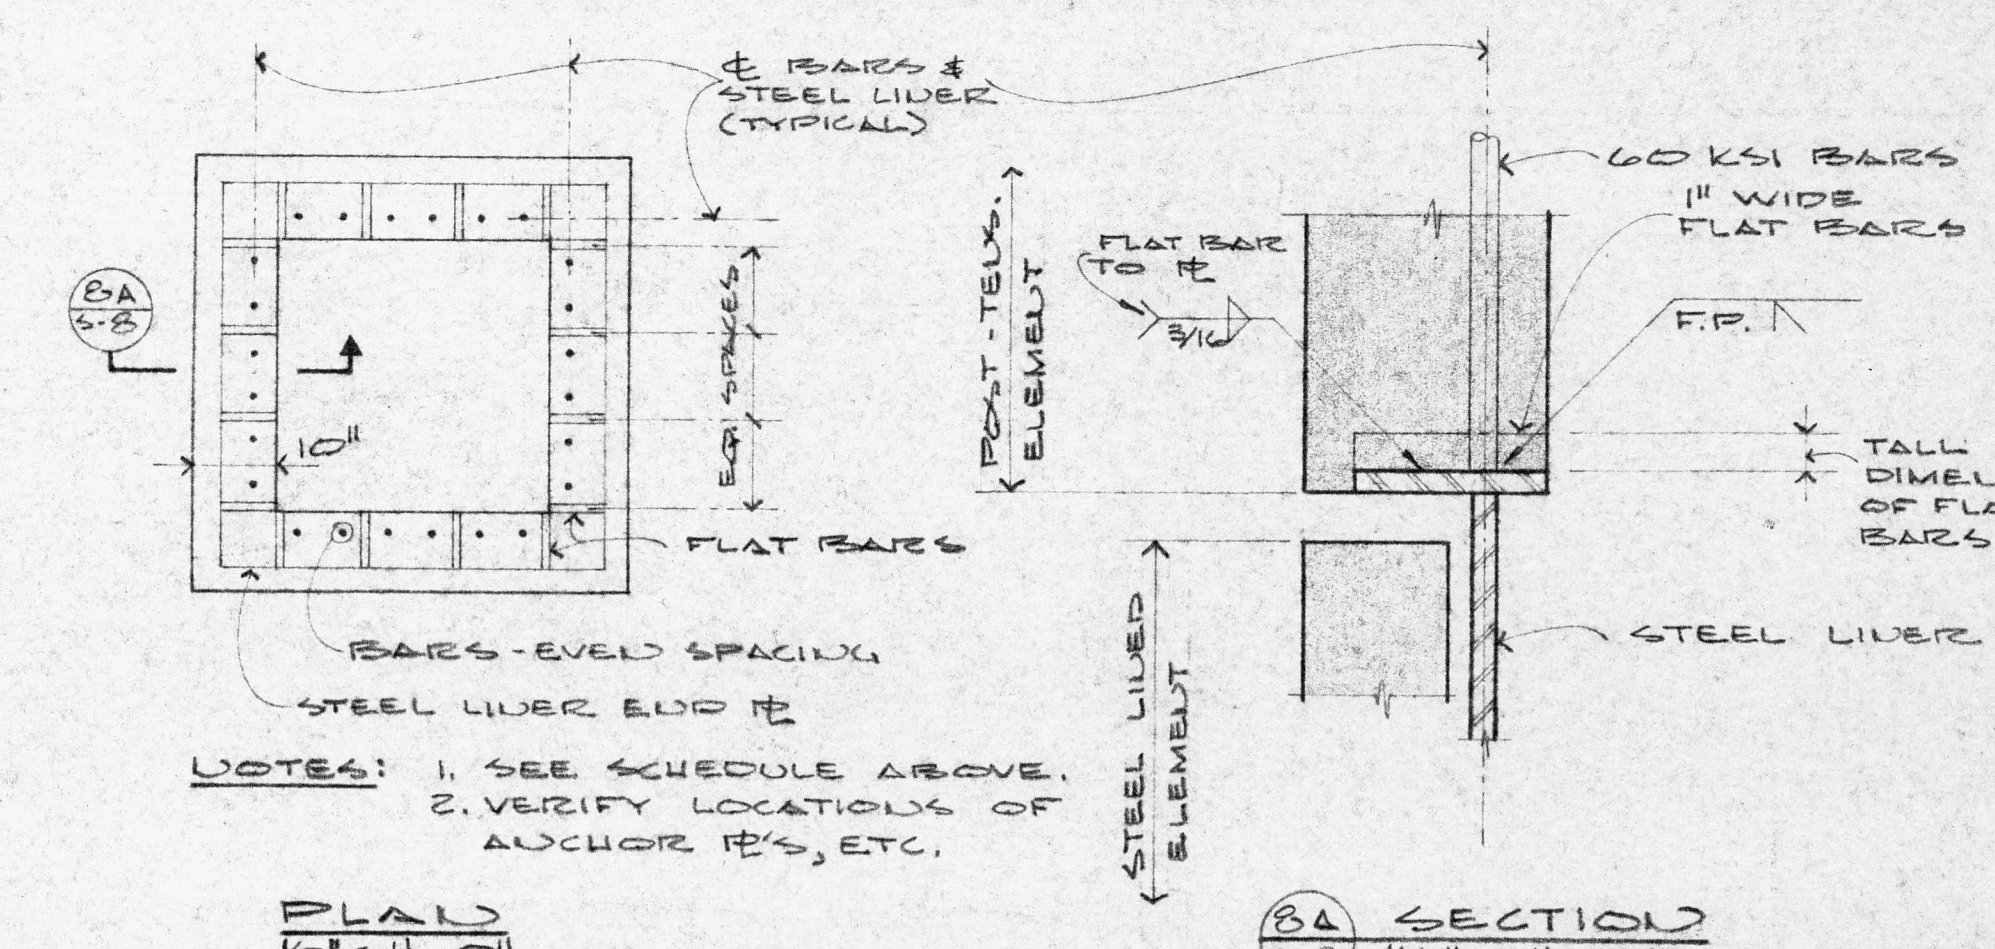 ℄ BARS &
STEEL LINER
(TYPICAL)
8A
S-8
10"
EQ. SPACES
FLAT BARS
BARS - EVEN SPACING
STEEL LINER END ⅊
NOTES: 1. SEE SCHEDULE ABOVE.
2. VERIFY LOCATIONS OF
ANCHOR ⅊'S, ETC.
PLAN
POST-TENS.
ELEMENT
FLAT BAR
TO ⅊
3/16
60 KSI BARS
1" WIDE
FLAT BARS
F.P.
TALL
OF
BARS
STEEL LINER
STEEL LINED
ELEMENT
8A SECTION